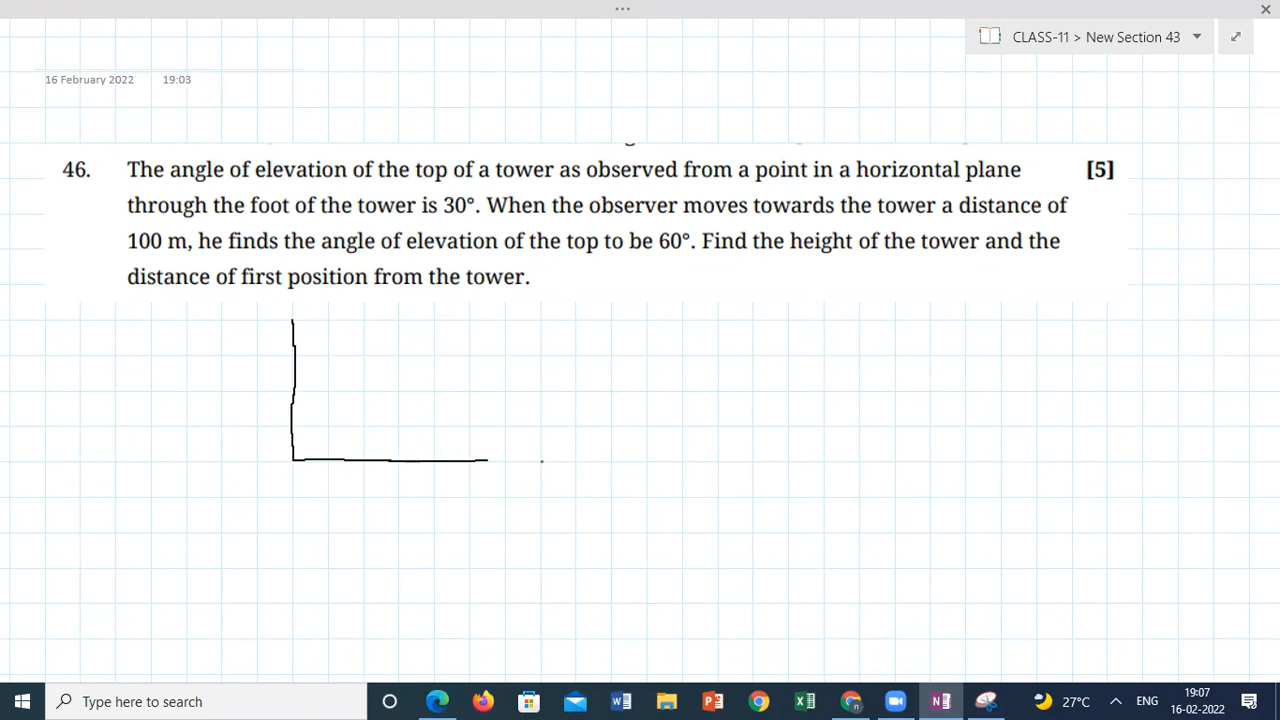 CLASS-11 > New Section 43
16 February 2022 19:03
46. The angle of elevation of the top of a tower as observed from a point in a horizontal plane [5]
through the foot of the tower is 30°. When the observer moves towards the tower a distance of
100 m, he finds the angle of elevation of the top to be 60°. Find the height of the tower and the
distance of first position from the tower.
Type here to search
27°C
ENG
19:07
16-02-2022